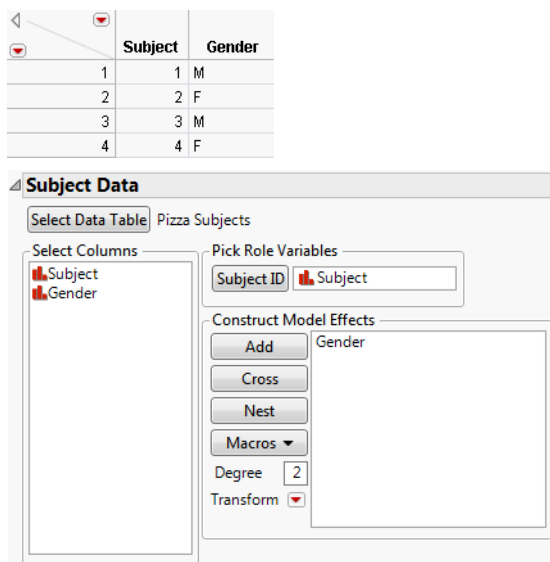 Subject Gender
1 1 M
2 2 F
3 3 M
4 4 F
Subject Data
Select Data Table Pizza Subjects
Select Columns
Subject
Gender
Pick Role Variables
Subject ID Subject
Construct Model Effects
Add
Cross
Nest
Macros
Degree 2
Transform
Gender